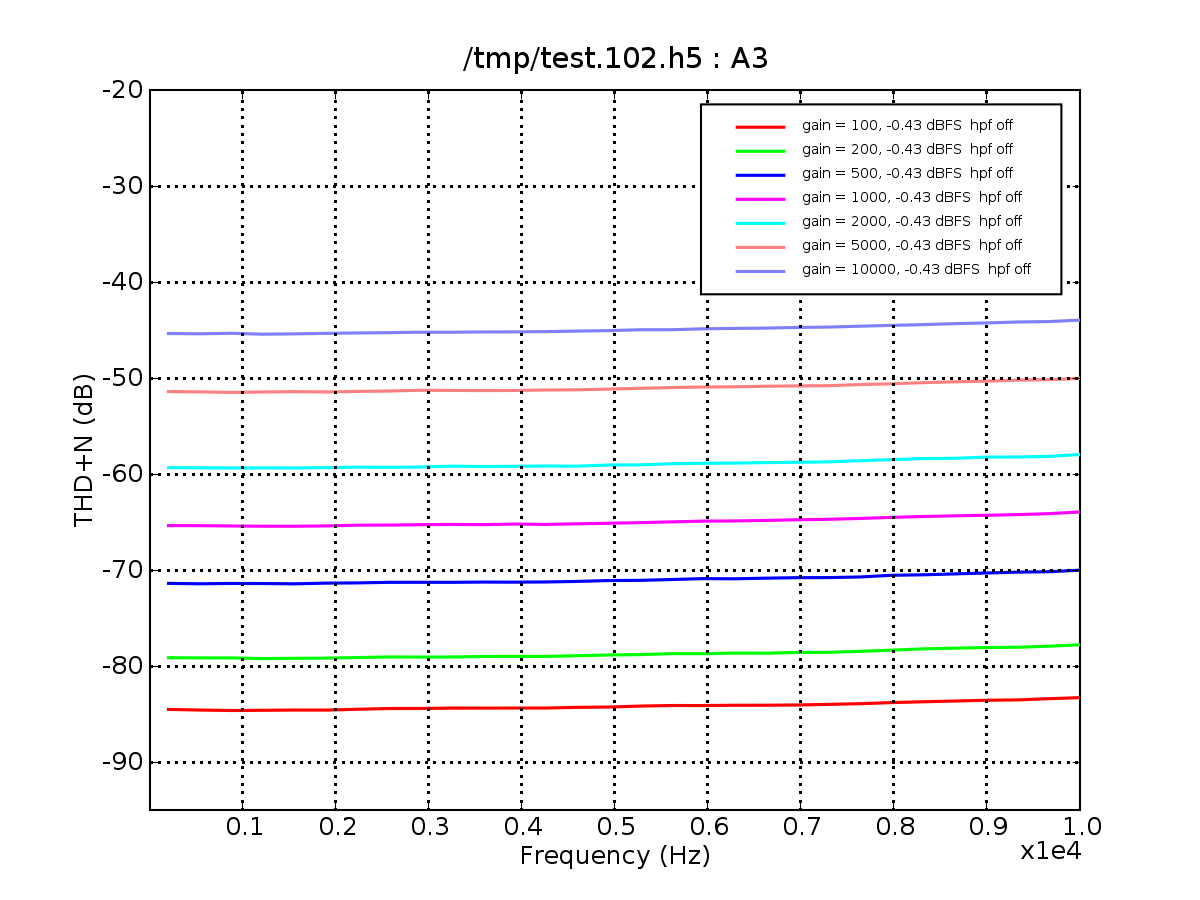 /tmp/test.102.h5 : A3
-20
-30
-40
-50
-60
-70
-80
-90
THD+N (dB)
gain = 100, -0.43 dBFS  hpf off
gain = 200, -0.43 dBFS  hpf off
gain = 500, -0.43 dBFS  hpf off
gain = 1000, -0.43 dBFS  hpf off
gain = 2000, -0.43 dBFS  hpf off
gain = 5000, -0.43 dBFS  hpf off
gain = 10000, -0.43 dBFS  hpf off
0.1 0.2 0.3 0.4 0.5 0.6 0.7 0.8 0.9 1.0
x1e4
Frequency (Hz)